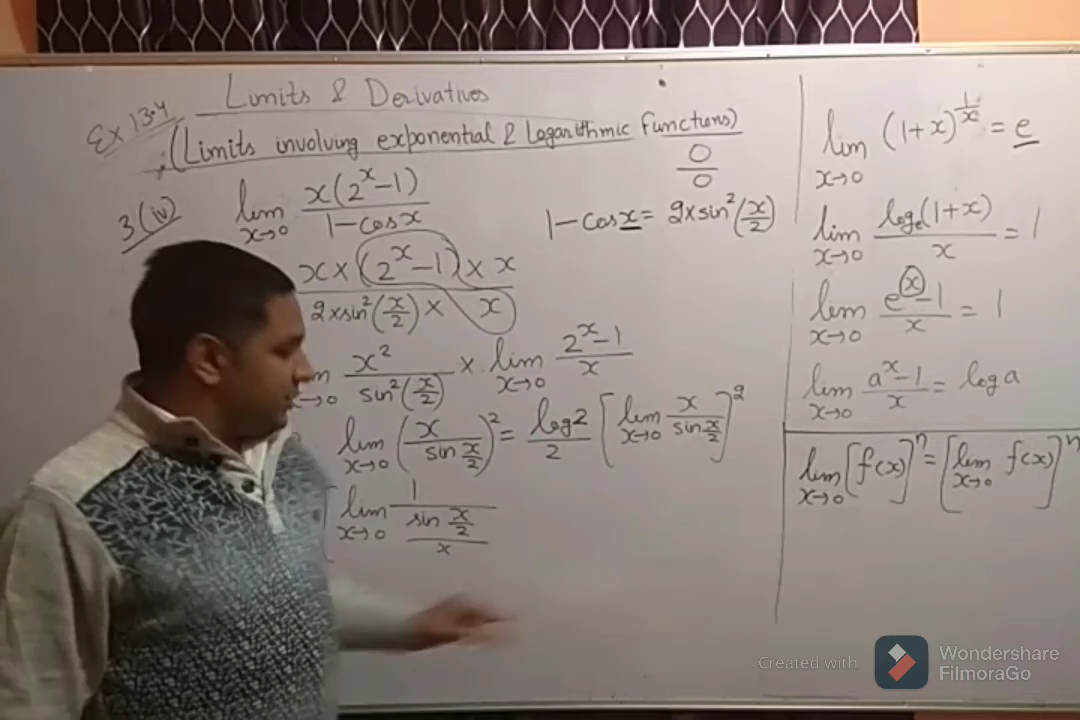 Limits & Derivatives
Ex 13.4
(Limits involving exponential & Logarithmic Functions)
0/0
3(iv) lim x→0 x(2^x-1)/(1-cosx)
1-cosx = 2×sin²(x/2)
x×(2^x-1)×x / 2×sin²(x/2)× x
x→0 x²/sin²(x/2) × lim x→0 (2^x-1)/x
lim x→0 (x/sin x/2)² = log2/2 [lim x→0 x/sin x/2]²
[lim x→0 1/(sin x/2 / x)
lim x→0 (1+x)^(1/x) = e
lim x→0 logₑ(1+x)/x = 1
lim x→0 (e^x-1)/x = 1
lim x→0 (a^x-1)/x = log a
lim x→0 [f(x)]^n = [lim x→0 f(x)]^n
Created with
Wondershare
FilmoraGo